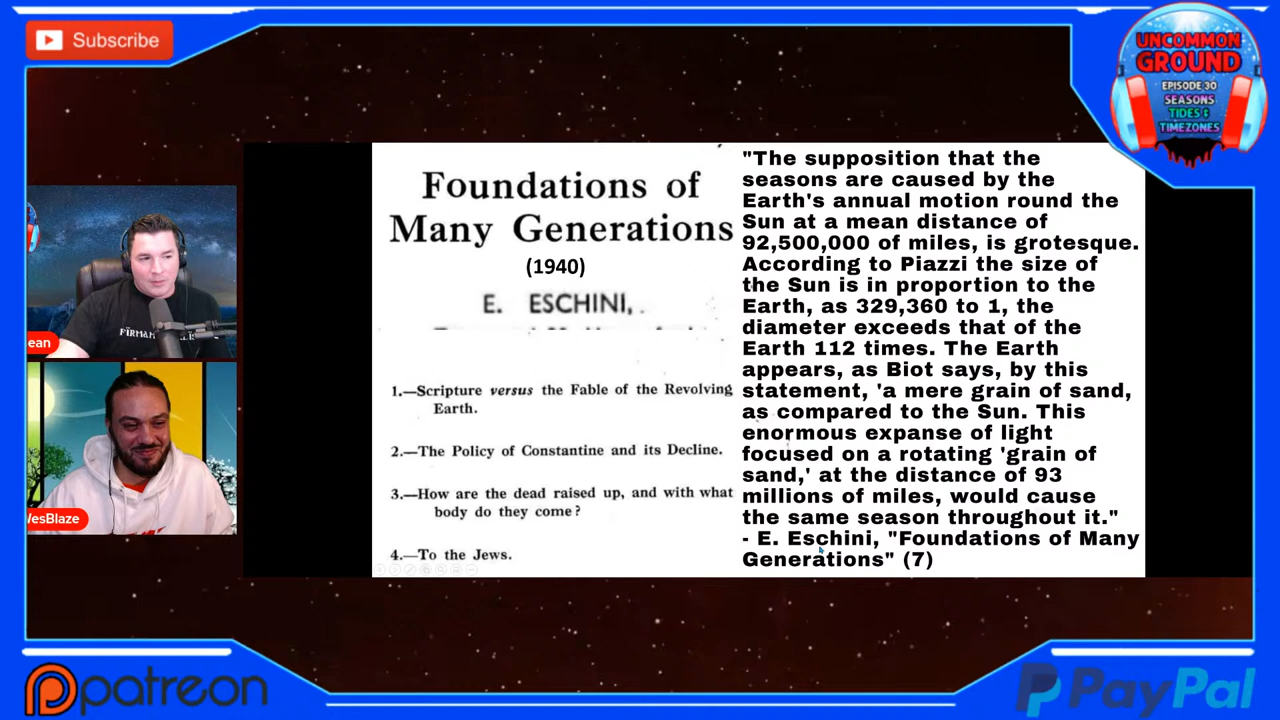 Subscribe
UNCOMMON
GROUND
EPISODE 30
SEASONS
TIDES &
TIMEZONES
Foundations of
Many Generations
(1940)
E. ESCHINI,
1.—Scripture versus the Fable of the Revolving
Earth.
2.—The Policy of Constantine and its Decline.
3.—How are the dead raised up, and with what
body do they come?
4.—To the Jews.
"The supposition that the
seasons are caused by the
Earth's annual motion round the
Sun at a mean distance of
92,500,000 of miles, is grotesque.
According to Piazzi the size of
the Sun is in proportion to the
Earth, as 329,360 to 1, the
diameter exceeds that of the
Earth 112 times. The Earth
appears, as Biot says, by this
statement, 'a mere grain of sand,
as compared to the Sun. This
enormous expanse of light
focused on a rotating 'grain of
sand,' at the distance of 93
millions of miles, would cause
the same season throughout it."
- E. Eschini, "Foundations of Many
Generations" (7)
ean
WesBlaze
patreon
PayPal